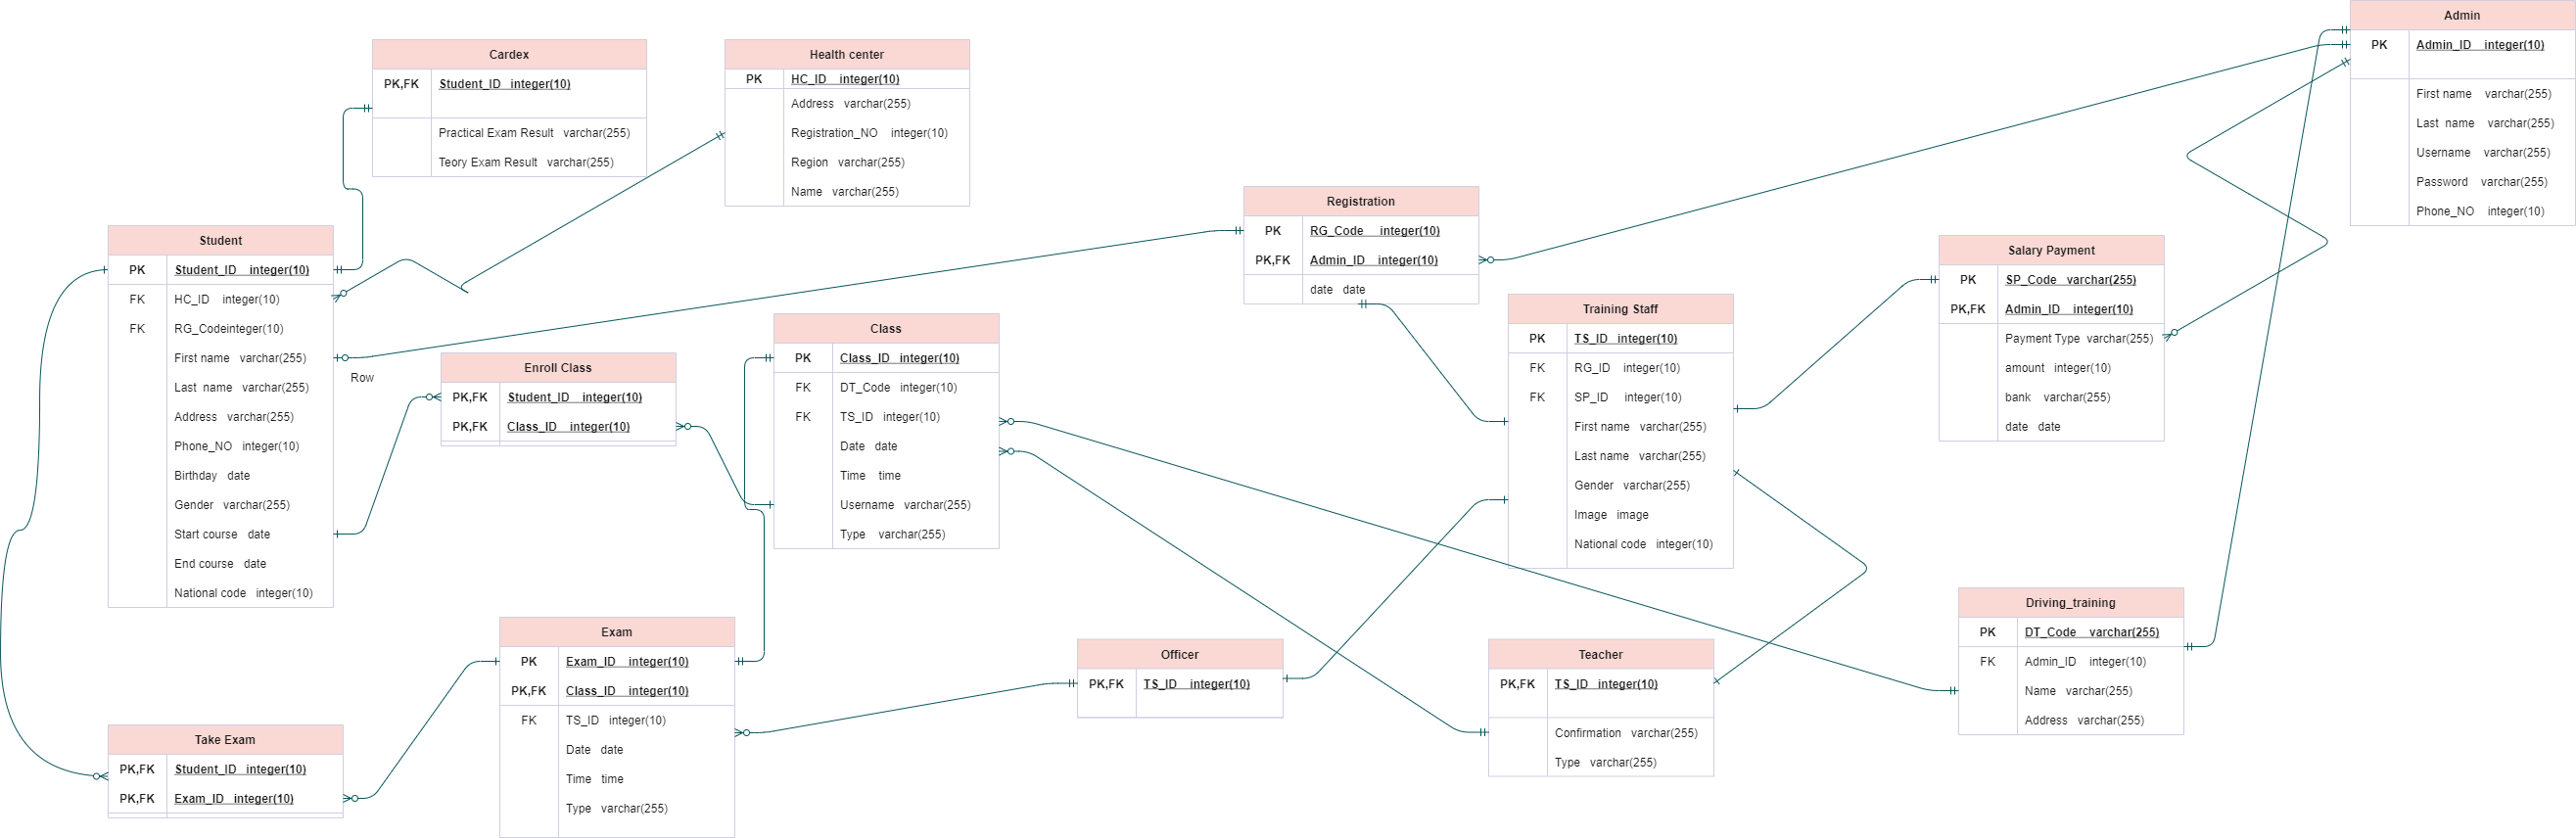 Cardex
PK,FK Student_ID integer(10)
Practical Exam Result varchar(255)
Teory Exam Result varchar(255)
Health center
PK HC_ID integer(10)
Address varchar(255)
Registration_NO integer(10)
Region varchar(255)
Name varchar(255)
Admin
PK Admin_ID integer(10)
First name varchar(255)
Last name varchar(255)
Username varchar(255)
Password varchar(255)
Phone_NO integer(10)
Student
PK Student_ID integer(10)
FK HC_ID integer(10)
FK RG_Codeinteger(10)
First name varchar(255)
Last name varchar(255)
Address varchar(255)
Phone_NO integer(10)
Birthday date
Gender varchar(255)
Start course date
End course date
National code integer(10)
Row
Registration
PK RG_Code integer(10)
PK,FK Admin_ID integer(10)
date date
Salary Payment
PK SP_Code varchar(255)
PK,FK Admin_ID integer(10)
Payment Type varchar(255)
amount integer(10)
bank varchar(255)
date date
Training Staff
PK TS_ID integer(10)
FK RG_ID integer(10)
FK SP_ID integer(10)
First name varchar(255)
Last name varchar(255)
Gender varchar(255)
Image image
National code integer(10)
Class
PK Class_ID integer(10)
FK DT_Code integer(10)
FK TS_ID integer(10)
Date date
Time time
Username varchar(255)
Type varchar(255)
Enroll Class
PK,FK Student_ID integer(10)
PK,FK Class_ID integer(10)
Driving_training
PK DT_Code varchar(255)
FK Admin_ID integer(10)
Name varchar(255)
Address varchar(255)
Exam
PK Exam_ID integer(10)
PK,FK Class_ID integer(10)
FK TS_ID integer(10)
Date date
Time time
Type varchar(255)
Officer
PK,FK TS_ID integer(10)
Teacher
PK,FK TS_ID integer(10)
Confirmation varchar(255)
Type varchar(255)
Take Exam
PK,FK Student_ID integer(10)
PK,FK Exam_ID integer(10)